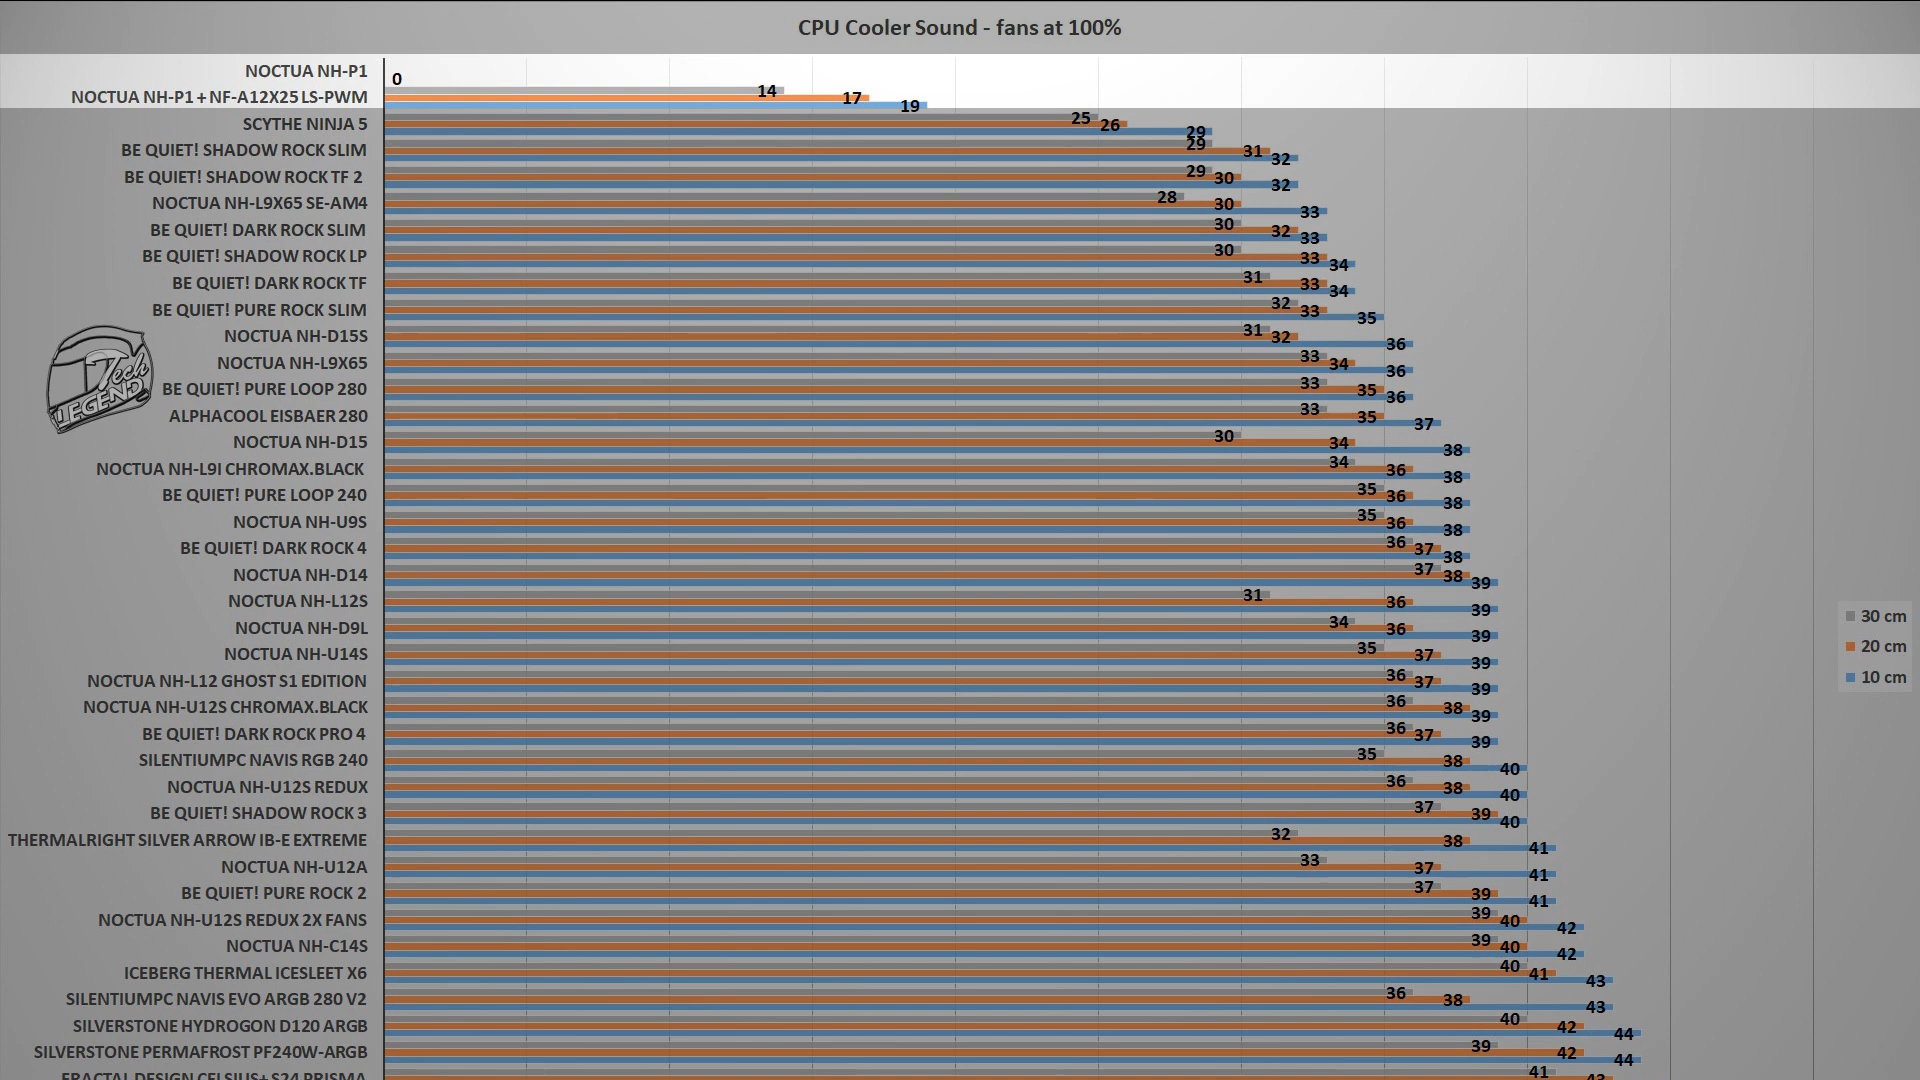 CPU Cooler Sound - fans at 100%
NOCTUA NH-P1 0
NOCTUA NH-P1 + NF-A12X25 LS-PWM 14 17 19
SCYTHE NINJA 5 25 26 29
BE QUIET! SHADOW ROCK SLIM 29 31 32
BE QUIET! SHADOW ROCK TF 2 29 30 32
NOCTUA NH-L9X65 SE-AM4 28 30 33
BE QUIET! DARK ROCK SLIM 30 32 33
BE QUIET! SHADOW ROCK LP 30 33 34
BE QUIET! DARK ROCK TF 31 33 34
BE QUIET! PURE ROCK SLIM 32 33 35
NOCTUA NH-D15S 31 32 36
NOCTUA NH-L9X65 33 34 36
BE QUIET! PURE LOOP 280 33 35 36
ALPHACOOL EISBAER 280 33 35 37
NOCTUA NH-D15 30 34 38
NOCTUA NH-L9I CHROMAX.BLACK 34 36 38
BE QUIET! PURE LOOP 240 35 36 38
NOCTUA NH-U9S 35 36 38
BE QUIET! DARK ROCK 4 36 37 38
NOCTUA NH-D14 37 38 39
NOCTUA NH-L12S 31 36 39
NOCTUA NH-D9L 34 36 39
NOCTUA NH-U14S 35 37 39
NOCTUA NH-L12 GHOST S1 EDITION 36 37 39
NOCTUA NH-U12S CHROMAX.BLACK 36 38 39
BE QUIET! DARK ROCK PRO 4 36 37 39
SILENTIUMPC NAVIS RGB 240 35 38 40
NOCTUA NH-U12S REDUX 36 38 40
BE QUIET! SHADOW ROCK 3 37 39 40
THERMALRIGHT SILVER ARROW IB-E EXTREME 32 38 41
NOCTUA NH-U12A 33 37 41
BE QUIET! PURE ROCK 2 37 39 41
NOCTUA NH-U12S REDUX 2X FANS 39 40 42
NOCTUA NH-C14S 39 40 42
ICEBERG THERMAL ICESLEET X6 40 41 43
SILENTIUMPC NAVIS EVO ARGB 280 V2 36 38 43
SILVERSTONE HYDROGON D120 ARGB 40 42 44
SILVERSTONE PERMAFROST PF240W-ARGB 39 42 44
FRACTAL DESIGN CELSIUS+ S24 PRISMA 41 43
Tech
LEGEND
30 cm
20 cm
10 cm